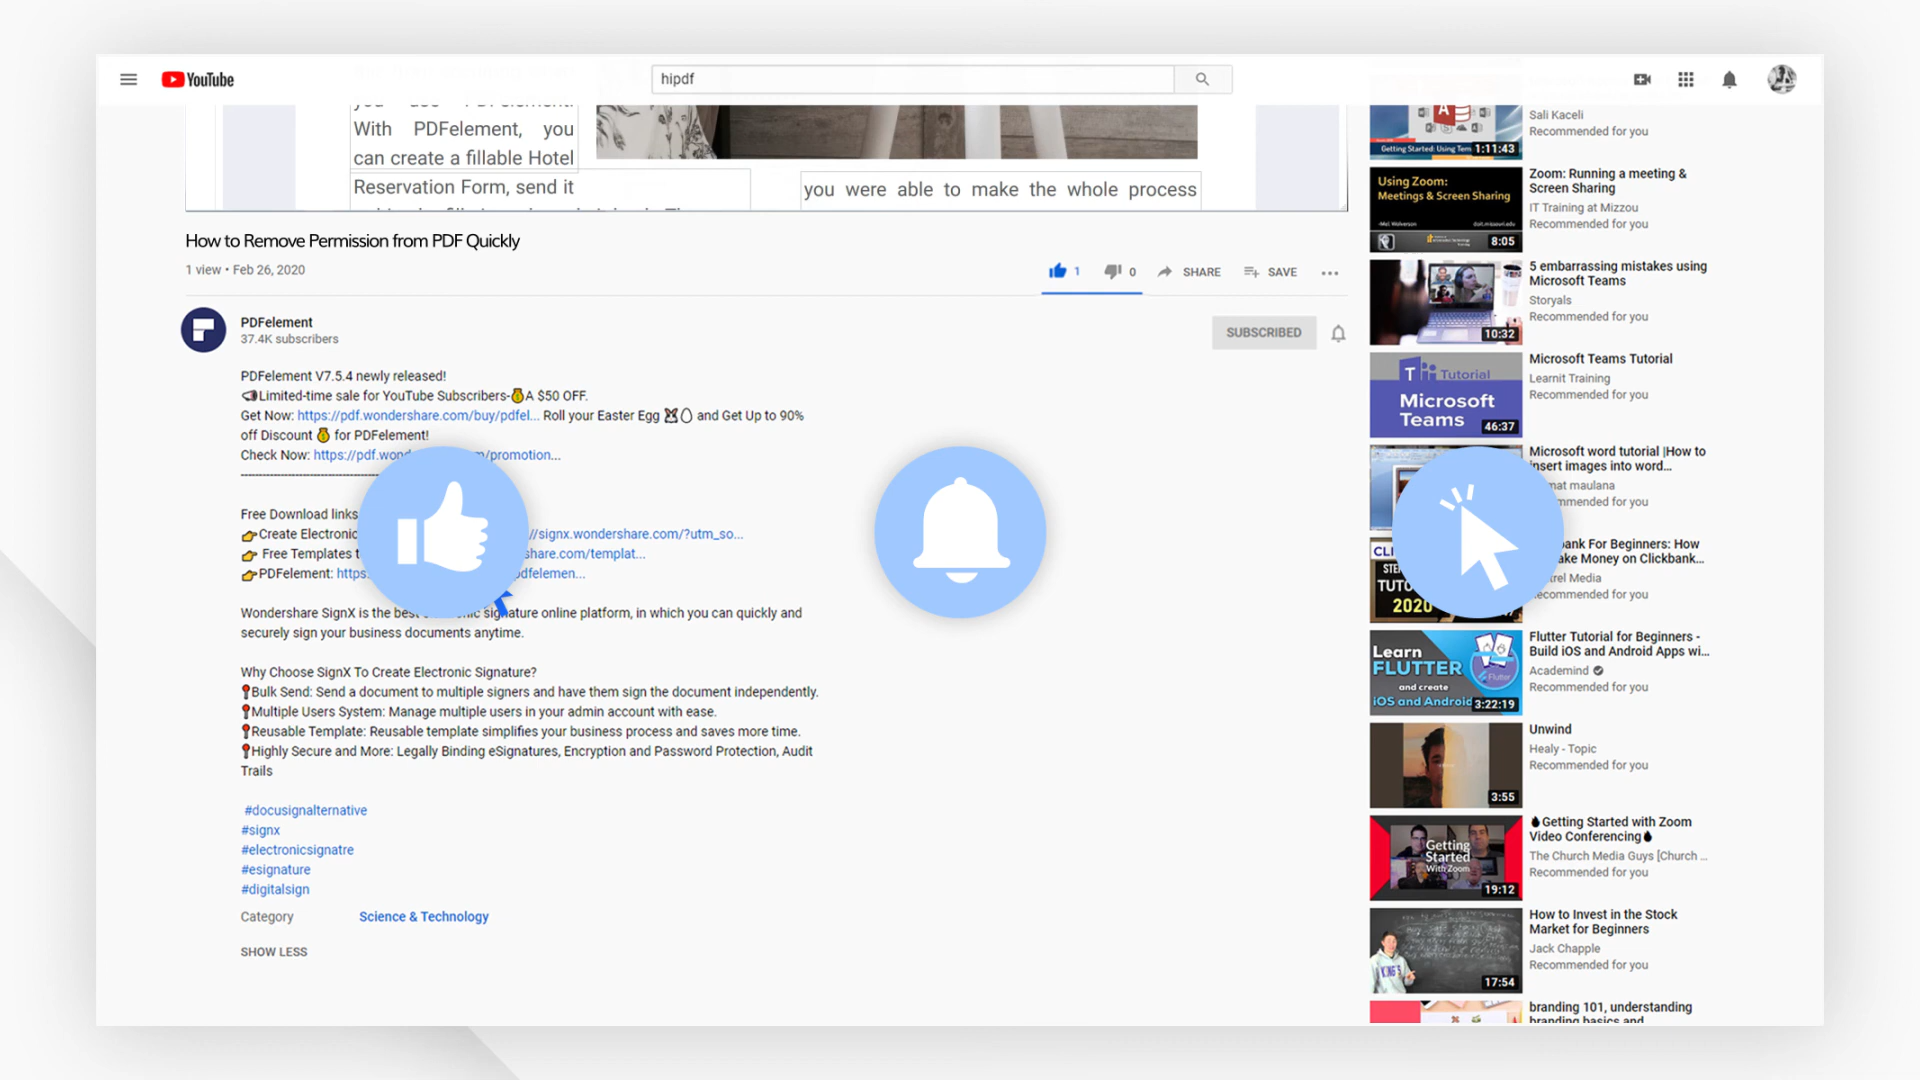 YouTube
hipdf
With PDFelement, you
can create a fillable Hotel
Reservation Form, send it
you were able to make the whole process
How to Remove Permission from PDF Quickly
1 view • Feb 26, 2020
1
0
SHARE
SAVE
PDFelement
37.4K subscribers
SUBSCRIBED
PDFelement V7.5.4 newly released!
Limited-time sale for YouTube Subscribers-💰A $50 OFF.
Get Now: https://pdf.wondershare.com/buy/pdfel... Roll your Easter Egg and Get Up to 90%
off Discount 💰 for PDFelement!
Check Now: https://pdf.won /promotion...
Free Download links
👉Create Electronic //signx.wondershare.com/?utm_so...
👉 Free Templates t share.com/templat...
👉PDFelement: https: pdfelemen...
Wondershare SignX is the best signature online platform, in which you can quickly and
securely sign your business documents anytime.
Why Choose SignX To Create Electronic Signature?
Bulk Send: Send a document to multiple signers and have them sign the document independently.
Multiple Users System: Manage multiple users in your admin account with ease.
Reusable Template: Reusable template simplifies your business process and saves more time.
Highly Secure and More: Legally Binding eSignatures, Encryption and Password Protection, Audit
Trails
#docusignalternative
#signx
#electronicsignatre
#esignature
#digitalsign
Category Science & Technology
SHOW LESS
Getting Started: Using Tem
1:11:43
Sali Kaceli
Recommended for you
Using Zoom:
Meetings & Screen Sharing
8:05
Zoom: Running a meeting &
Screen Sharing
IT Training at Mizzou
Recommended for you
10:32
5 embarrassing mistakes using
Microsoft Teams
Storyals
Recommended for you
Tutorial
Microsoft
Teams
46:37
Microsoft Teams Tutorial
Learnit Training
Recommended for you
Microsoft word tutorial |How to
insert images into word...
mat maulana
mmended for you
CLI
STE
TUTO
2020
bank For Beginners: How
ake Money on Clickbank...
trel Media
ecommended for you
Learn
FLUTTER
and create
iOS and Android
3:22:19
Flutter Tutorial for Beginners -
Build iOS and Android Apps wi...
Academind
Recommended for you
3:55
Unwind
Healy - Topic
Recommended for you
Getting
Started
With Zoom
19:12
Getting Started with Zoom
Video Conferencing
The Church Media Guys [Church ...
Recommended for you
17:54
How to Invest in the Stock
Market for Beginners
Jack Chapple
Recommended for you
branding 101, understanding
branding basics and